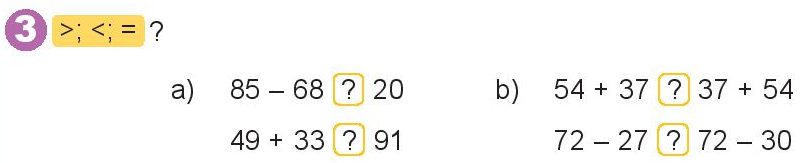 3 >; <; = ?
a) 85 – 68 ? 20 b) 54 + 37 ? 37 + 54
49 + 33 ? 91 72 – 27 ? 72 – 30